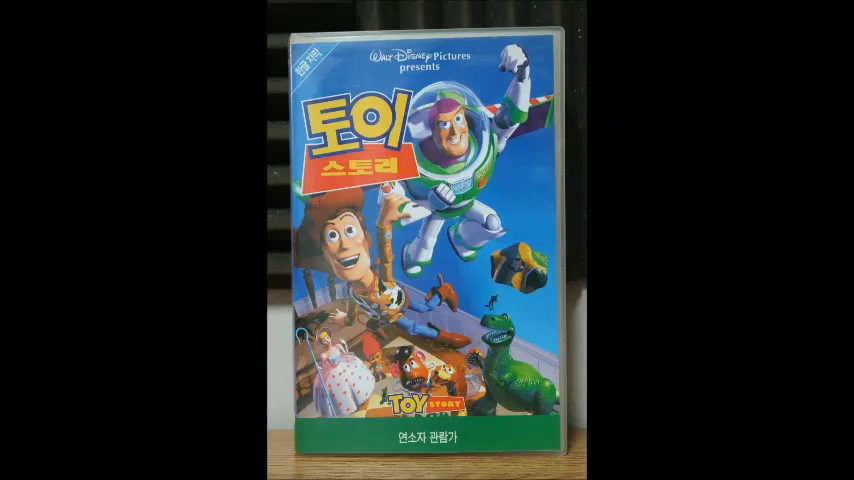 한글 자막
Walt Disney Pictures
presents
토이
스토리
TOY STORY
연소자 관람가